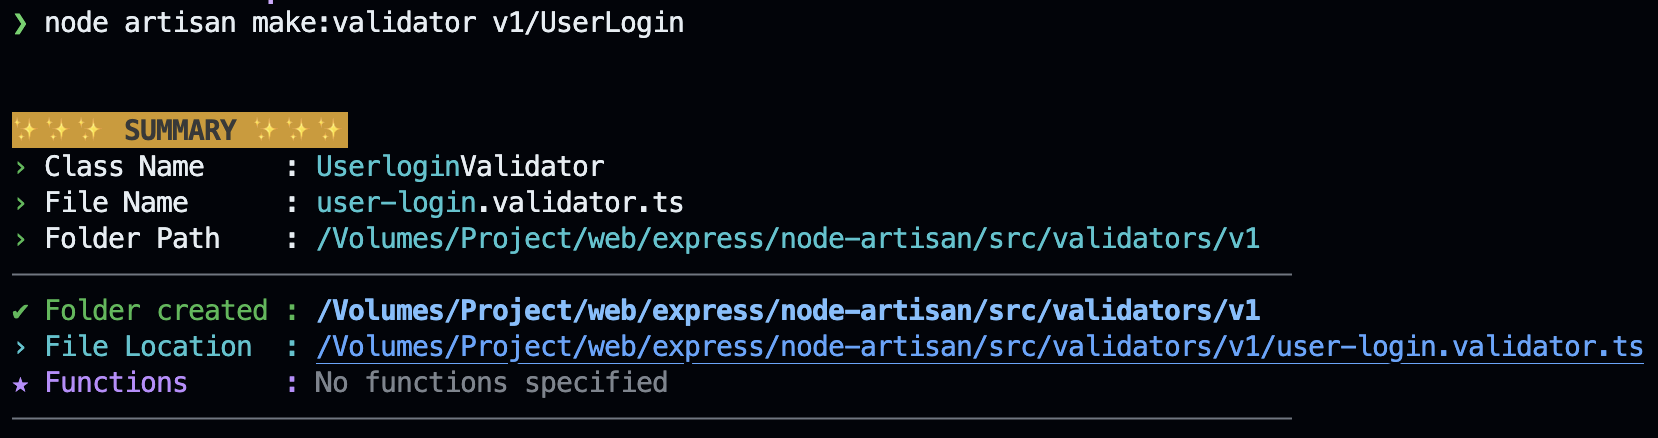 ❯ node artisan make:validator v1/UserLogin
✨✨✨ SUMMARY ✨✨✨
› Class Name : UserloginValidator
› File Name : user-login.validator.ts
› Folder Path : /Volumes/Project/web/express/node-artisan/src/validators/v1
✔ Folder created : /Volumes/Project/web/express/node-artisan/src/validators/v1
› File Location : /Volumes/Project/web/express/node-artisan/src/validators/v1/user-login.validator.ts
★ Functions : No functions specified